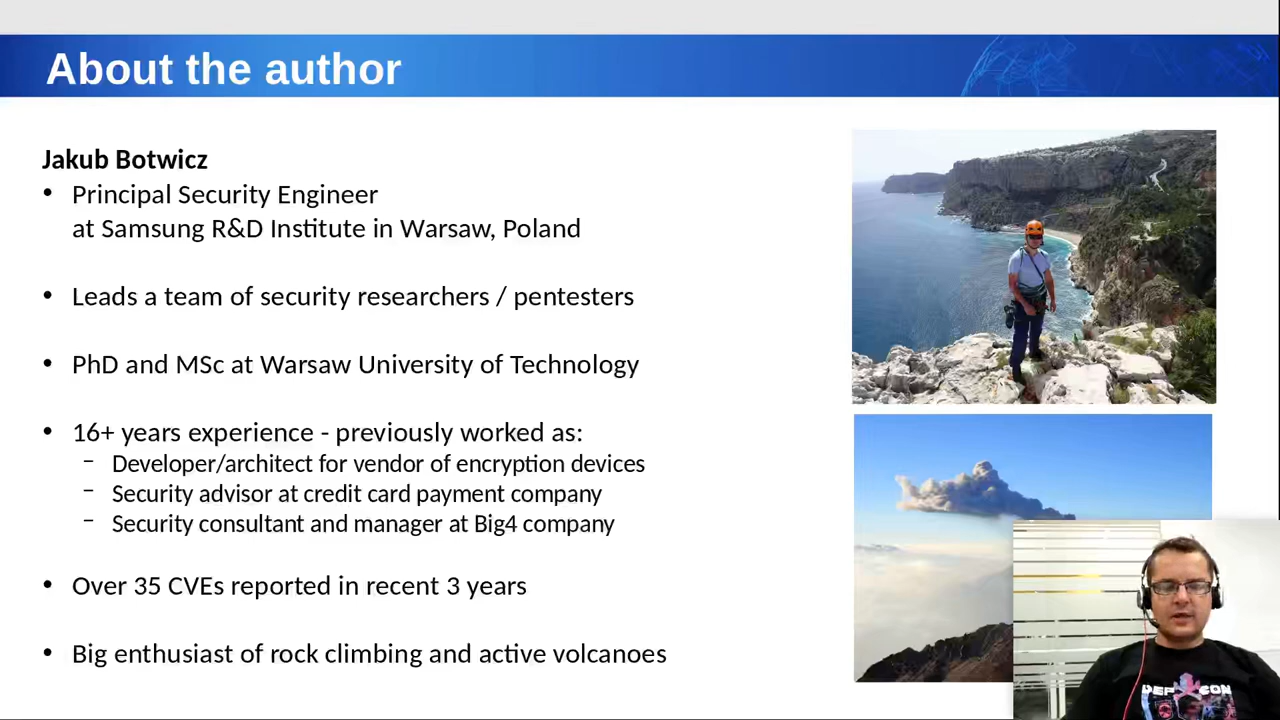 About the author
Jakub Botwicz
• Principal Security Engineer
at Samsung R&D Institute in Warsaw, Poland
• Leads a team of security researchers / pentesters
• PhD and MSc at Warsaw University of Technology
• 16+ years experience - previously worked as:
– Developer/architect for vendor of encryption devices
– Security advisor at credit card payment company
– Security consultant and manager at Big4 company
• Over 35 CVEs reported in recent 3 years
• Big enthusiast of rock climbing and active volcanoes
DEF CON